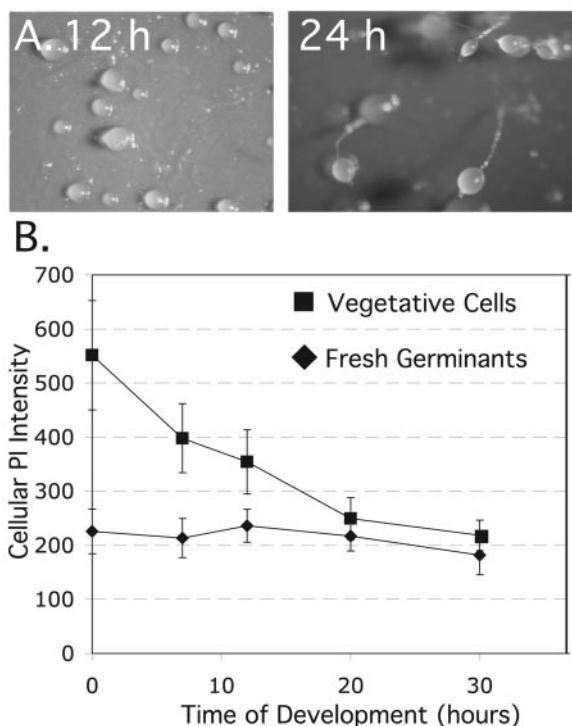 A. 12 h
24 h
B.
700
600
500
400
300
200
100
0
Cellular PI Intensity
Vegetative Cells
Fresh Germinants
0
10
20
30
Time of Development (hours)